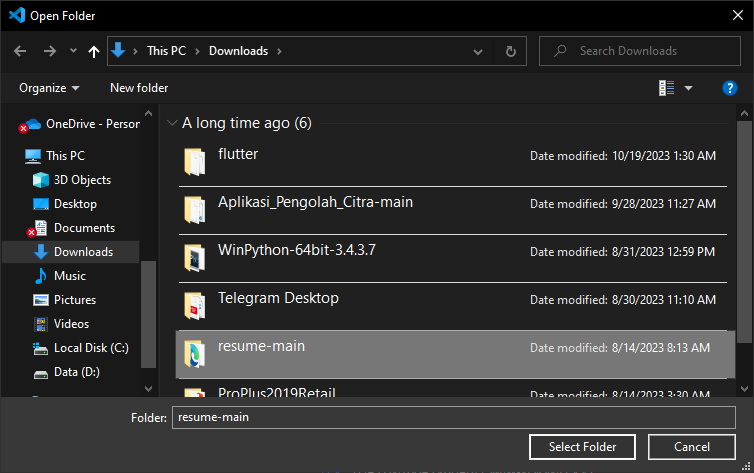 Open Folder
This PC Downloads
Search Downloads
Organize
New folder
OneDrive - Person
This PC
3D Objects
Desktop
Documents
Downloads
Music
Pictures
Videos
Local Disk (C:)
Data (D:)
A long time ago (6)
flutter Date modified: 10/19/2023 1:30 AM
Aplikasi_Pengolah_Citra-main Date modified: 9/28/2023 11:27 AM
WinPython-64bit-3.4.3.7 Date modified: 8/31/2023 12:59 PM
Telegram Desktop Date modified: 8/30/2023 11:10 AM
resume-main Date modified: 8/14/2023 8:13 AM
ProPlus2019Retail Date modified: 8/14/2023 3:30 AM
Folder: resume-main
Select Folder
Cancel